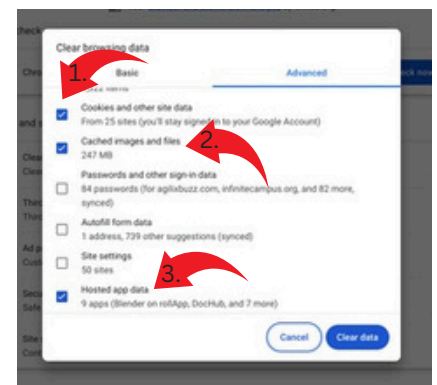 Clear browsing data
1.
Basic
Advanced
Cookies and other site data
From 25 sites (you'll stay signed in to your Google Account)
Cached images and files
247 MB
2.
Passwords and other sign-in data
84 passwords (for agilixbuzz.com, infinitecampus.org, and 82 more,
synced)
Autofill form data
1 address, 739 other suggestions (synced)
Site settings
50 sites
3.
Hosted app data
9 apps (Blender on rollApp, DocHub, and 7 more)
Cancel
Clear data